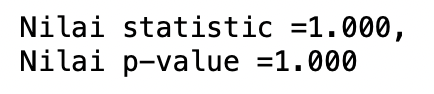 Nilai statistic =1.000,
Nilai p-value =1.000